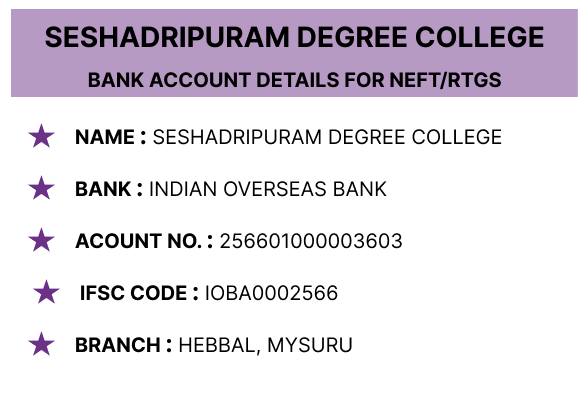 SESHADRIPURAM DEGREE COLLEGE
BANK ACCOUNT DETAILS FOR NEFT/RTGS
NAME : SESHADRIPURAM DEGREE COLLEGE
BANK : INDIAN OVERSEAS BANK
ACOUNT NO. : 256601000003603
IFSC CODE : IOBA0002566
BRANCH : HEBBAL, MYSURU